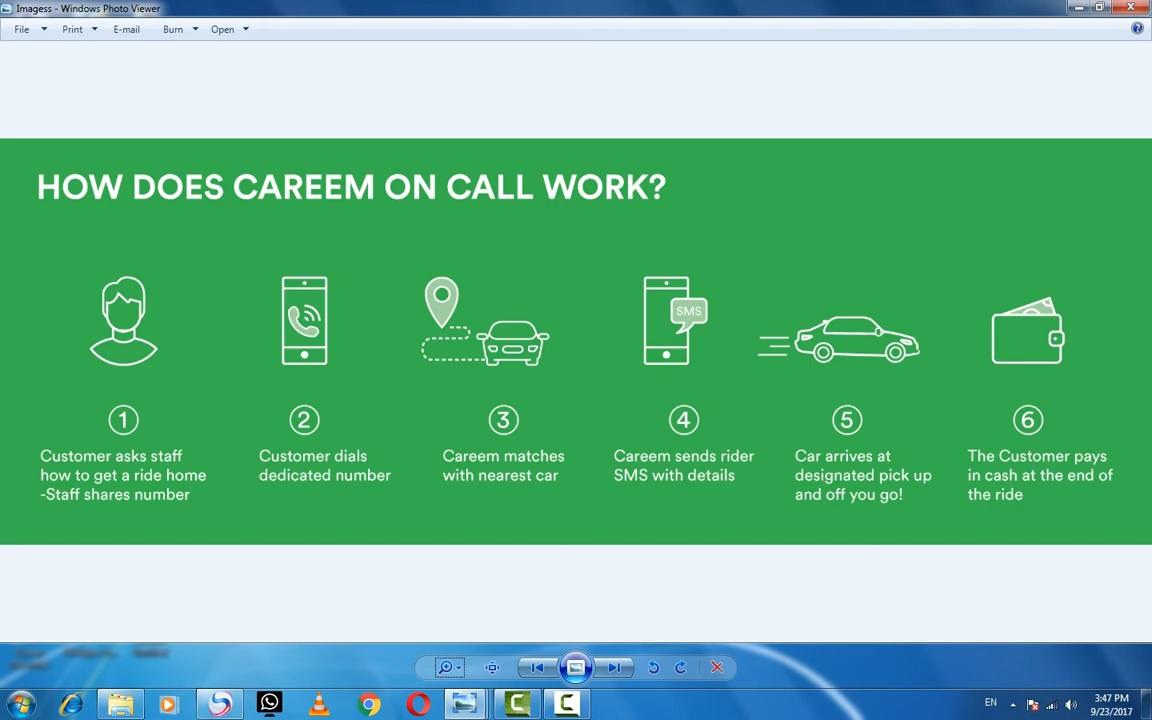 Imagess - Windows Photo Viewer
File Print E-mail Burn Open
HOW DOES CAREEM ON CALL WORK?
SMS
1 2 3 4 5 6
Customer asks staff
how to get a ride home
-Staff shares number
Customer dials
dedicated number
Careem matches
with nearest car
Careem sends rider
SMS with details
Car arrives at
designated pick up
and off you go!
The Customer pays
in cash at the end of
the ride
EN
3:47 PM
9/23/2017